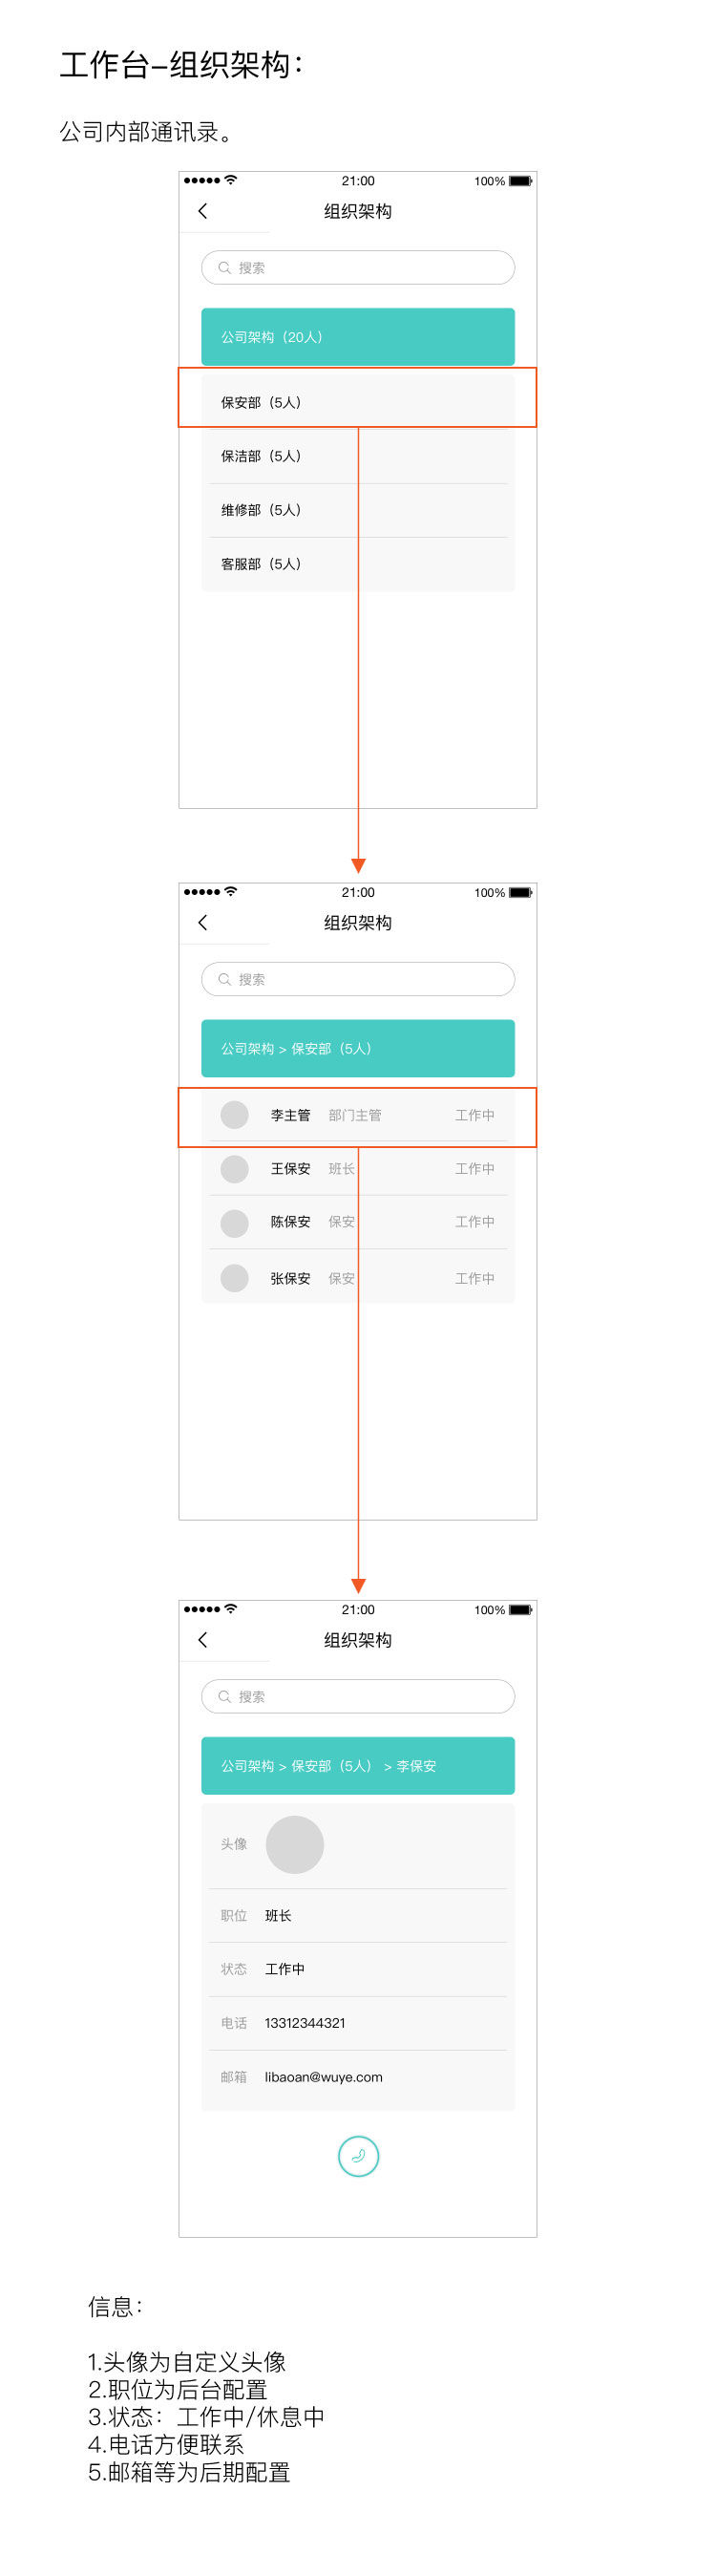 工作台-组织架构：
公司内部通讯录。
21:00 100%
组织架构
搜索
公司架构（20人）
保安部（5人）
保洁部（5人）
维修部（5人）
客服部（5人）
21:00 100%
组织架构
搜索
公司架构 > 保安部（5人）
李主管 部门主管 工作中
王保安 班长 工作中
陈保安 保安 工作中
张保安 保安 工作中
21:00 100%
组织架构
搜索
公司架构 > 保安部（5人） > 李保安
头像
职位 班长
状态 工作中
电话 13312344321
邮箱 libaoan@wuye.com
信息：
1.头像为自定义头像
2.职位为后台配置
3.状态：工作中/休息中
4.电话方便联系
5.邮箱等为后期配置